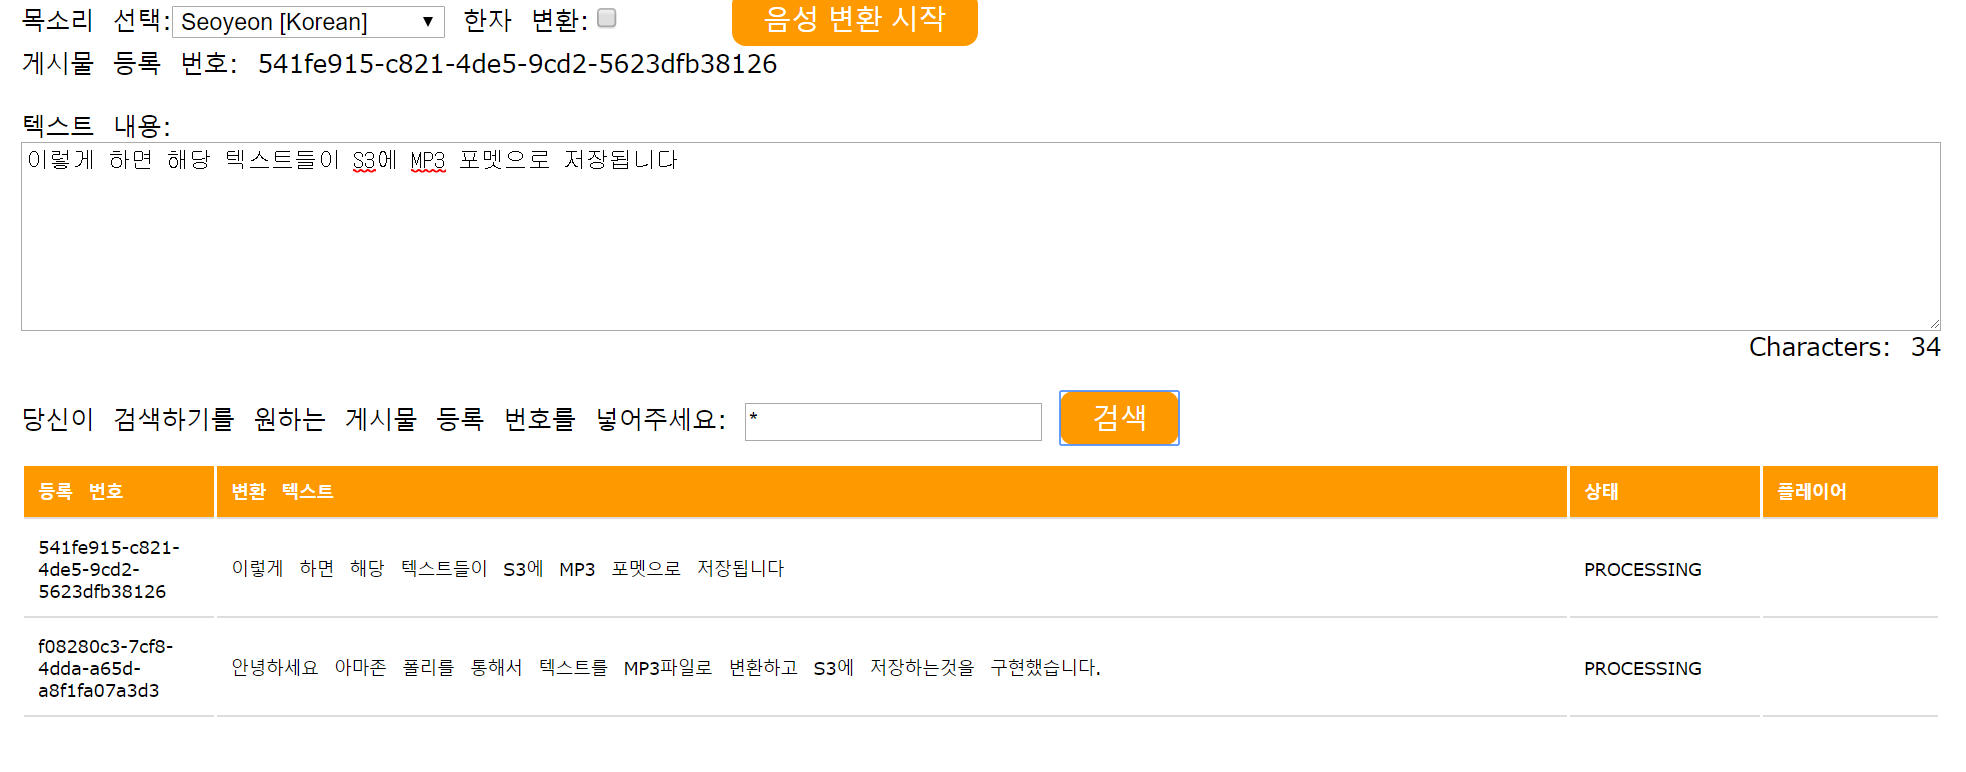 목소리 선택: Seoyeon [Korean] 한자 변환: 음성 변환 시작
게시물 등록 번호: 541fe915-c821-4de5-9cd2-5623dfb38126
텍스트 내용:
이렇게 하면 해당 텍스트들이 S3에 MP3 포멧으로 저장됩니다
Characters: 34
당신이 검색하기를 원하는 게시물 등록 번호를 넣어주세요: * 검색
등록 번호 변환 텍스트 상태 플레이어
541fe915-c821-
4de5-9cd2-
5623dfb38126
이렇게 하면 해당 텍스트들이 S3에 MP3 포멧으로 저장됩니다
PROCESSING
f08280c3-7cf8-
4dda-a65d-
a8f1fa07a3d3
안녕하세요 아마존 폴리를 통해서 텍스트를 MP3파일로 변환하고 S3에 저장하는것을 구현했습니다.
PROCESSING